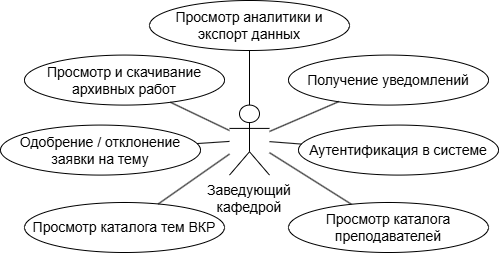 Просмотр аналитики и
экспорт данных
Просмотр и скачивание
архивных работ
Получение уведомлений
Одобрение / отклонение
заявки на тему
Аутентификация в системе
Заведующий
кафедрой
Просмотр каталога тем ВКР
Просмотр каталога
преподавателей